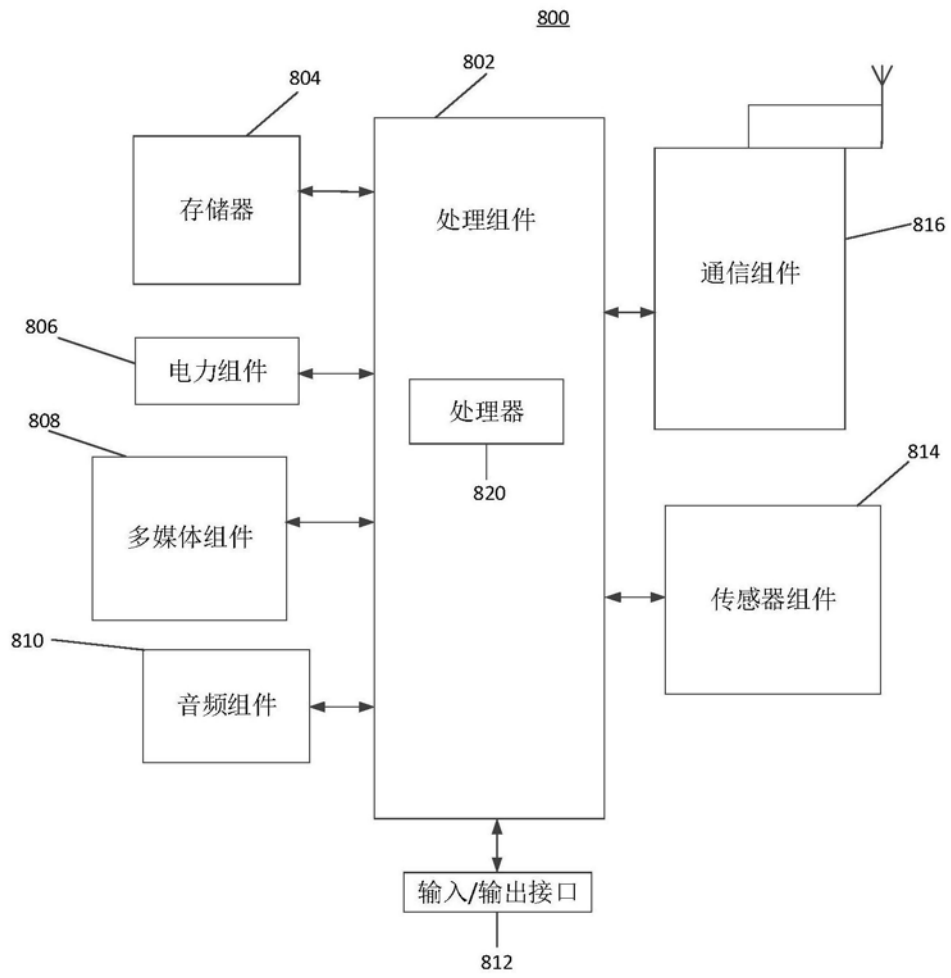 800
802
804
存储器
处理组件
816
通信组件
806
电力组件
处理器
820
808
多媒体组件
814
传感器组件
810
音频组件
输入/输出接口
812